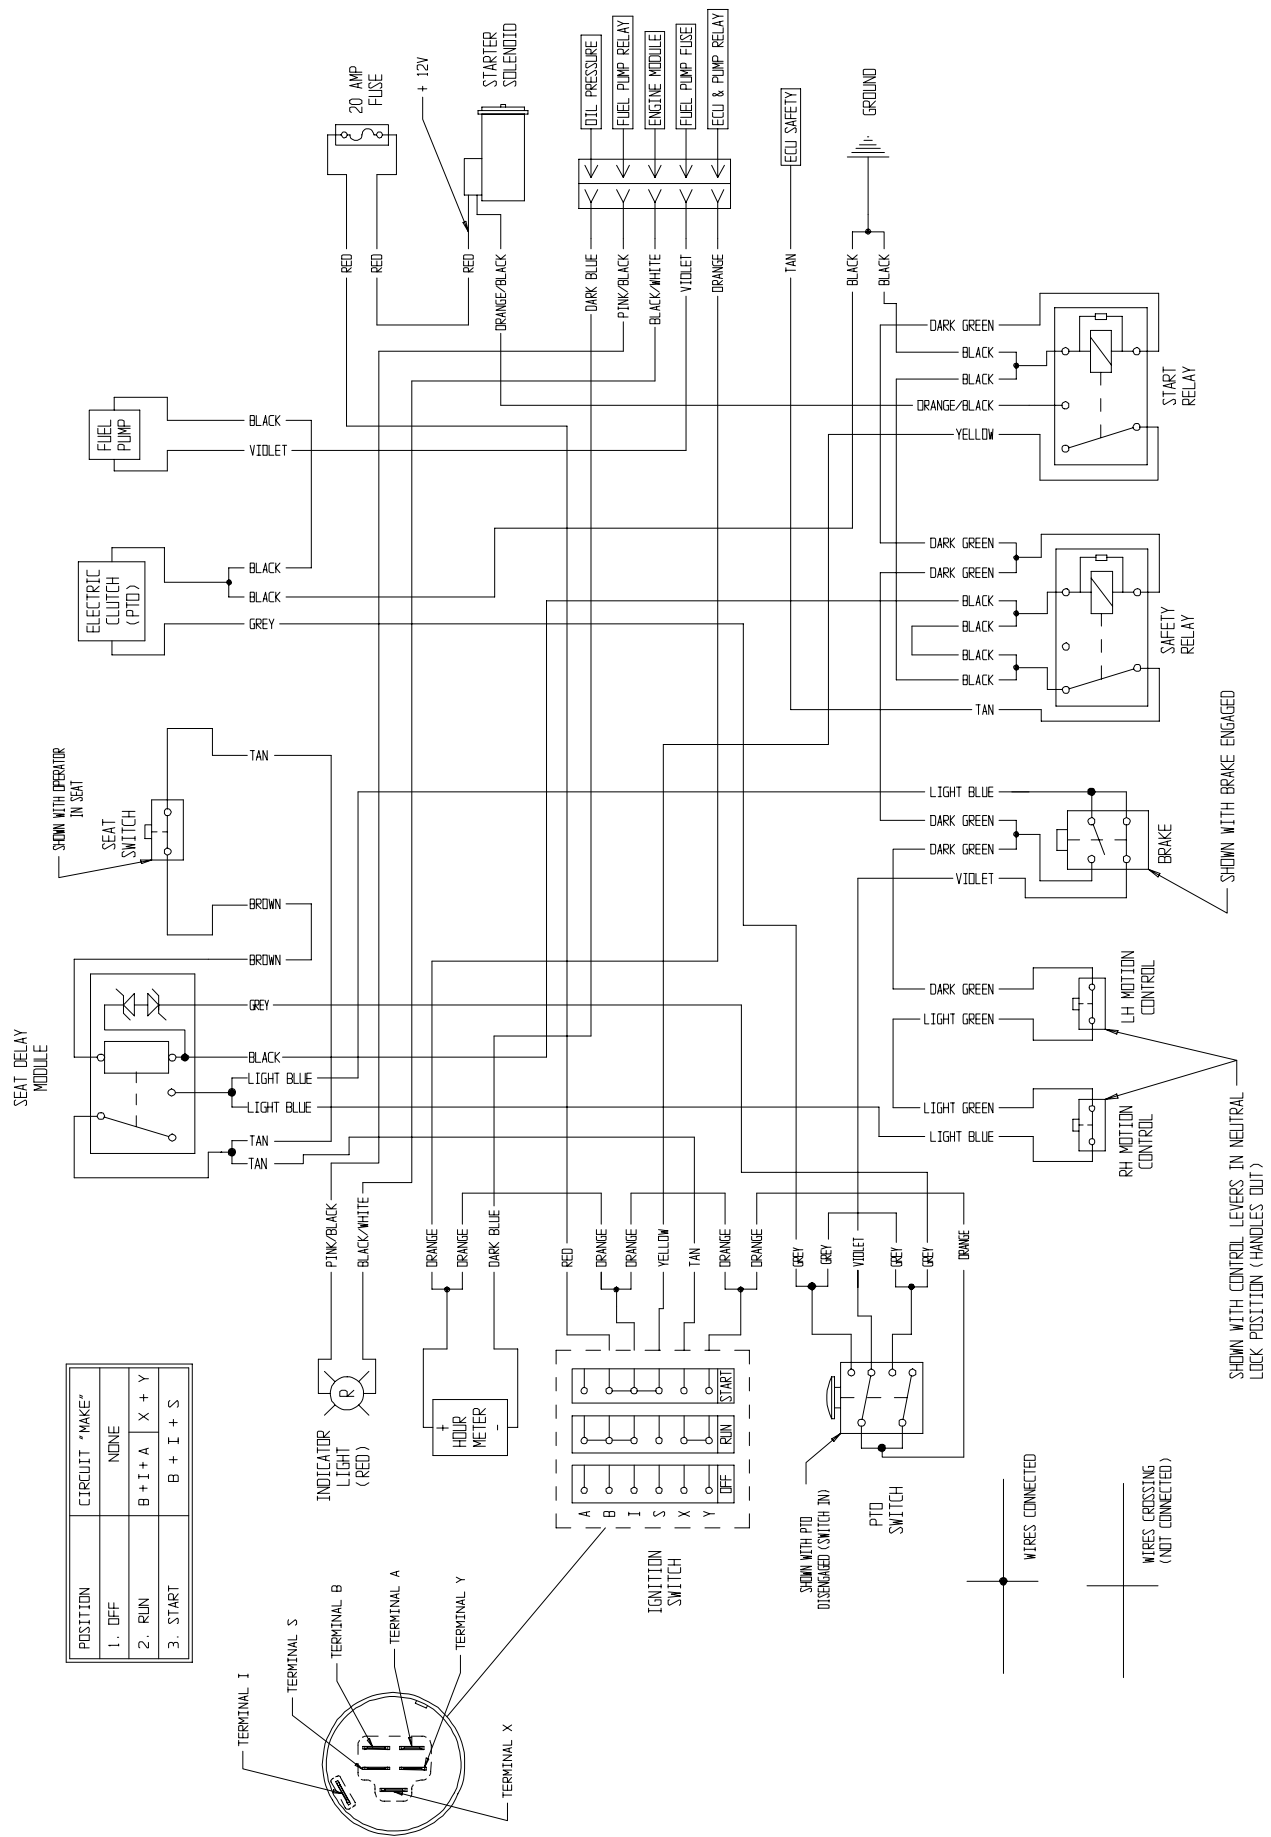 20 AMP
FUSE
+ 12V
STARTER
SOLENOID
OIL PRESSURE
FUEL PUMP RELAY
ENGINE MODULE
FUEL PUMP FUSE
ECU & PUMP RELAY
ECU SAFETY
GROUND
RED
RED
RED
ORANGE/BLACK
DARK BLUE
PINK/BLACK
BLACK/WHITE
VIOLET
ORANGE
TAN
BLACK
BLACK
DARK GREEN
BLACK
BLACK
ORANGE/BLACK
YELLOW
START
RELAY
FUEL
PUMP
BLACK
VIOLET
ELECTRIC
CLUTCH
(PTO)
BLACK
BLACK
GREY
DARK GREEN
DARK GREEN
BLACK
BLACK
BLACK
BLACK
TAN
SAFETY
RELAY
SHOWN WITH OPERATOR
IN SEAT
SEAT
SWITCH
TAN
BROWN
LIGHT BLUE
DARK GREEN
DARK GREEN
VIOLET
BRAKE
SHOWN WITH BRAKE ENGAGED
SEAT DELAY
MODULE
BROWN
GREY
BLACK
LIGHT BLUE
LIGHT BLUE
TAN
TAN
DARK GREEN
LIGHT GREEN
LH MOTION
CONTROL
LIGHT GREEN
LIGHT BLUE
RH MOTION
CONTROL
SHOWN WITH CONTROL LEVERS IN NEUTRAL
LOCK POSITION (HANDLES OUT)
PINK/BLACK
BLACK/WHITE
ORANGE
ORANGE
DARK BLUE
RED
ORANGE
ORANGE
YELLOW
TAN
ORANGE
ORANGE
GREY
GREY
VIOLET
GREY
GREY
ORANGE
R
INDICATOR
LIGHT
(RED)
+
HOUR
METER
-
START
RUN
OFF
A
B
I
S
X
Y
IGNITION
SWITCH
SHOWN WITH PTO
DISENGAGED (SWITCH IN)
PTO
SWITCH
WIRES CONNECTED
WIRES CROSSING
(NOT CONNECTED)
POSITION CIRCUIT "MAKE"
1. OFF NONE
2. RUN B + I + A X + Y
3. START B + I + S
TERMINAL I
TERMINAL S
TERMINAL B
TERMINAL A
TERMINAL Y
TERMINAL X